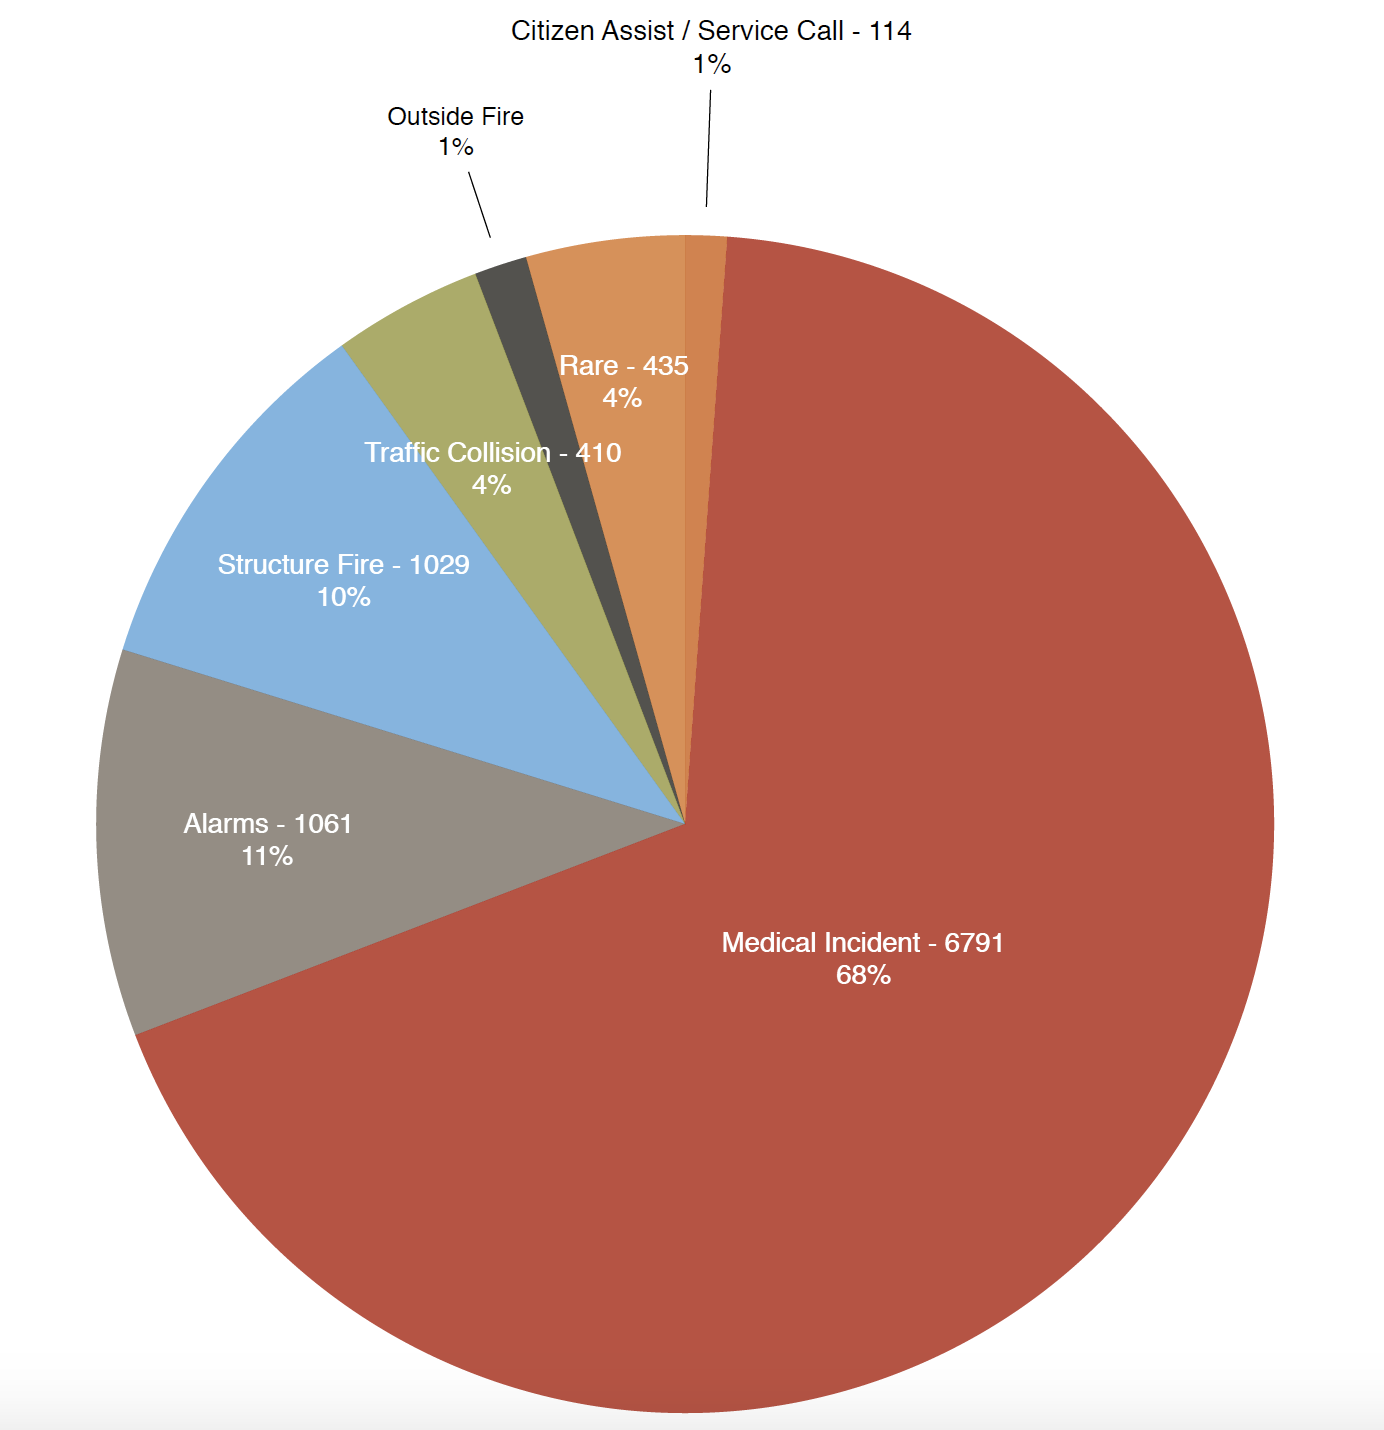 Citizen Assist / Service Call - 114
1%
Outside Fire
1%
Rare - 435
4%
Traffic Collision - 410
4%
Structure Fire - 1029
10%
Alarms - 1061
11%
Medical Incident - 6791
68%